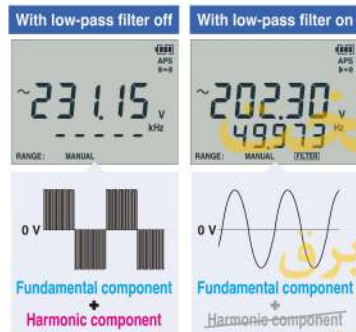 With low-pass filter off
APS
~231.15 V
----- kHz
RANGE: MANUAL
0 V
Fundamental component
+
Harmonic component
With low-pass filter on
APS
~202.30 V
49.973 Hz
RANGE: MANUAL FILTER
0 V
Fundamental component
+
Harmonic component
برق